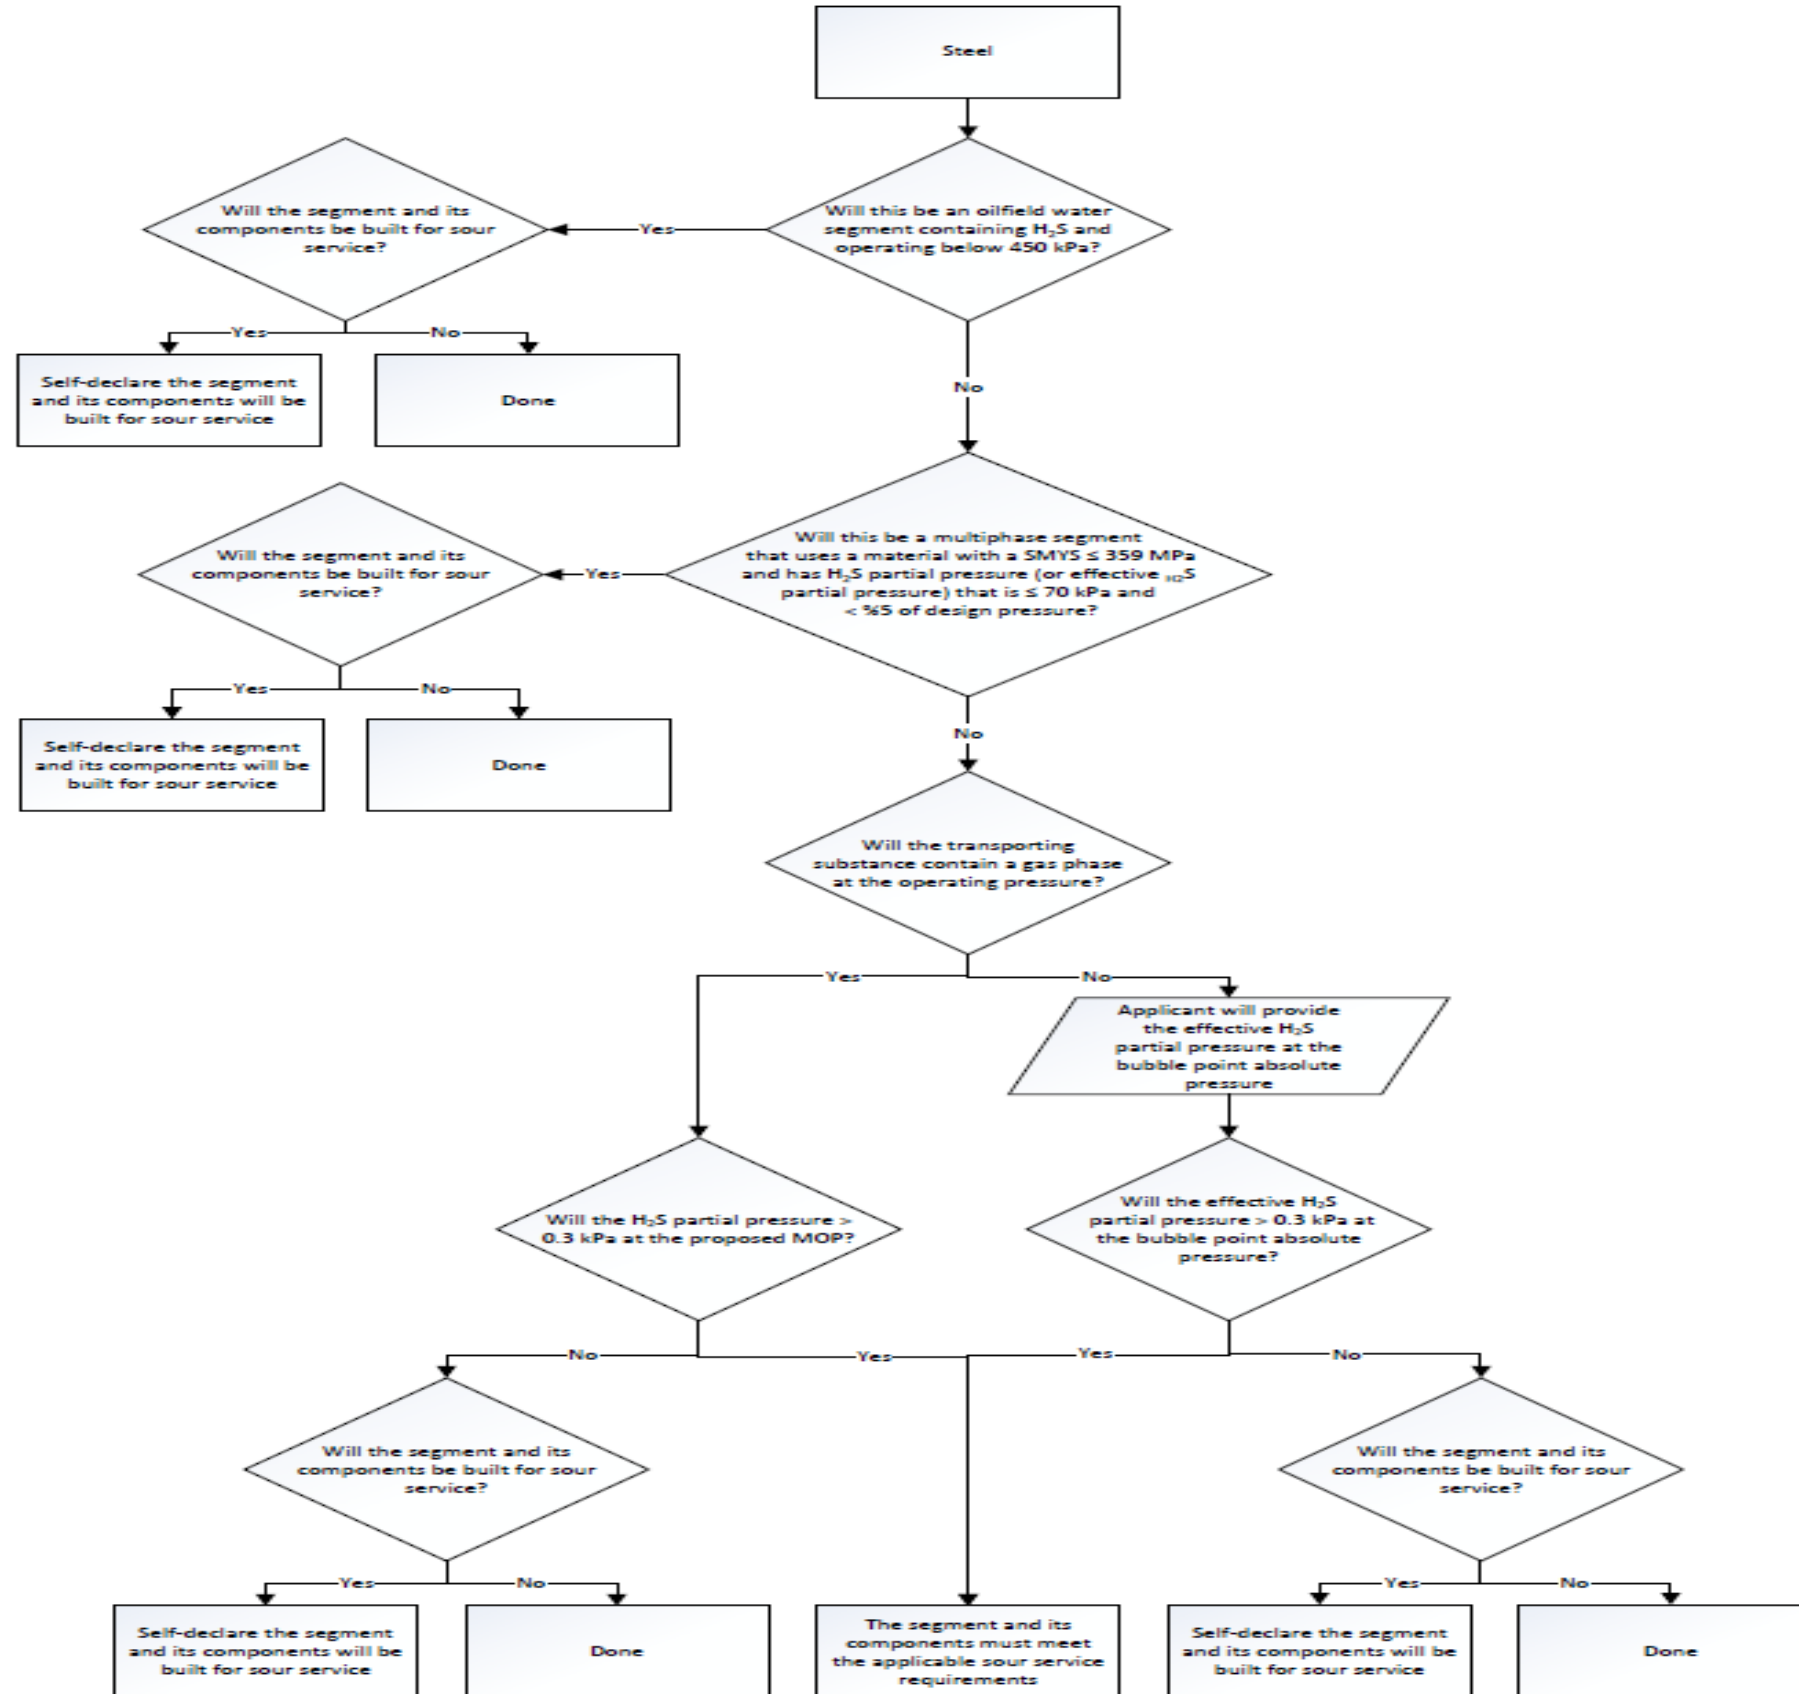 Steel
Will this be an oilfield water
segment containing H₂S and
operating below 450 kPa?
Yes
Will the segment and its
components be built for sour
service?
Yes
No
Self-declare the segment
and its components will be
built for sour service
Done
No
Will this be a multiphase segment
that uses a material with a SMYS ≤ 359 MPa
and has H₂S partial pressure (or effective H2S
partial pressure) that is ≤ 70 kPa and
< %5 of design pressure?
Yes
Will the segment and its
components be built for sour
service?
Yes
No
Self-declare the segment
and its components will be
built for sour service
Done
No
Will the transporting
substance contain a gas phase
at the operating pressure?
Yes
No
Applicant will provide
the effective H₂S
partial pressure at the
bubble point absolute
pressure
Will the H₂S partial pressure >
0.3 kPa at the proposed MOP?
Will the effective H₂S
partial pressure > 0.3 kPa at
the bubble point absolute
pressure?
No
Yes
Yes
No
Will the segment and its
components be built for sour
service?
Will the segment and its
components be built for sour
service?
Yes
No
Yes
No
Self-declare the segment
and its components will be
built for sour service
Done
The segment and its
components must meet
the applicable sour service
requirements
Self-declare the segment
and its components will be
built for sour service
Done